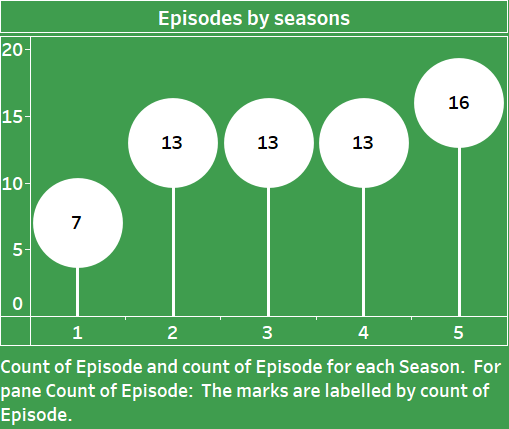 Episodes by seasons
20
15
10
5
0
7
13
13
13
16
1 2 3 4 5
Count of Episode and count of Episode for each Season. For
pane Count of Episode: The marks are labelled by count of
Episode.